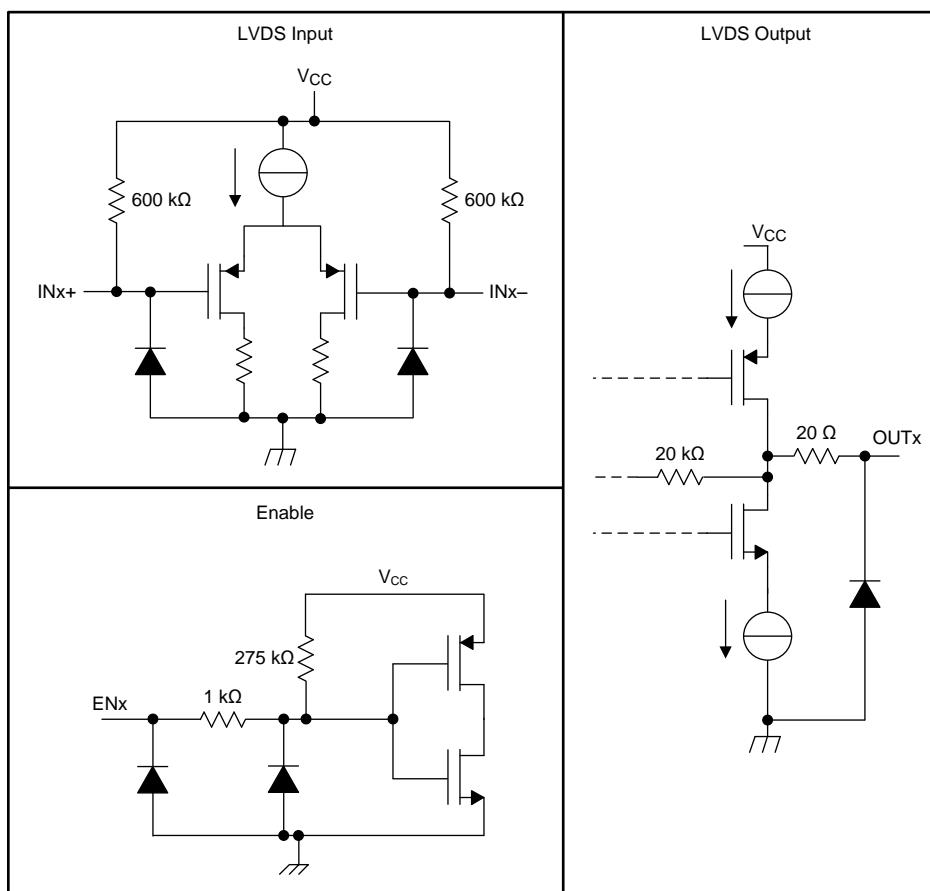 LVDS Input
VCC
600 kΩ
600 kΩ
INx+
INx–
Enable
VCC
275 kΩ
1 kΩ
ENx
LVDS Output
VCC
20 Ω
OUTx
20 kΩ